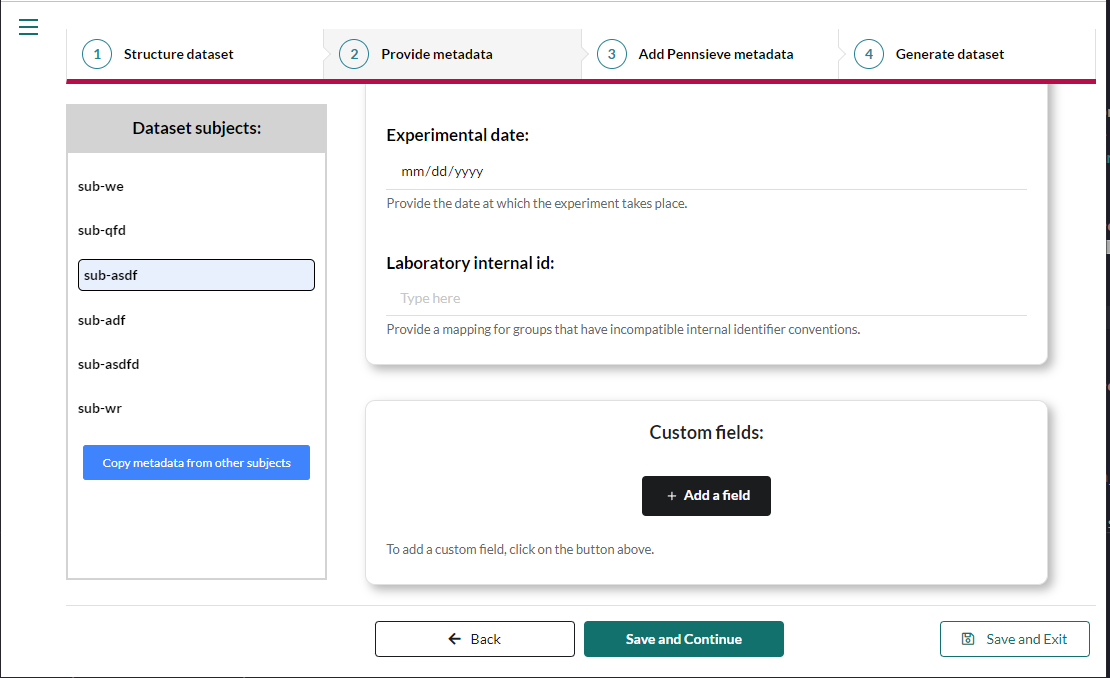 1 Structure dataset
2 Provide metadata
3 Add Pennsieve metadata
4 Generate dataset
Dataset subjects:
sub-we
sub-qfd
sub-asdf
sub-adf
sub-asdfd
sub-wr
Copy metadata from other subjects
Experimental date:
mm/dd/yyyy
Provide the date at which the experiment takes place.
Laboratory internal id:
Type here
Provide a mapping for groups that have incompatible internal identifier conventions.
Custom fields:
+ Add a field
To add a custom field, click on the button above.
← Back
Save and Continue
Save and Exit